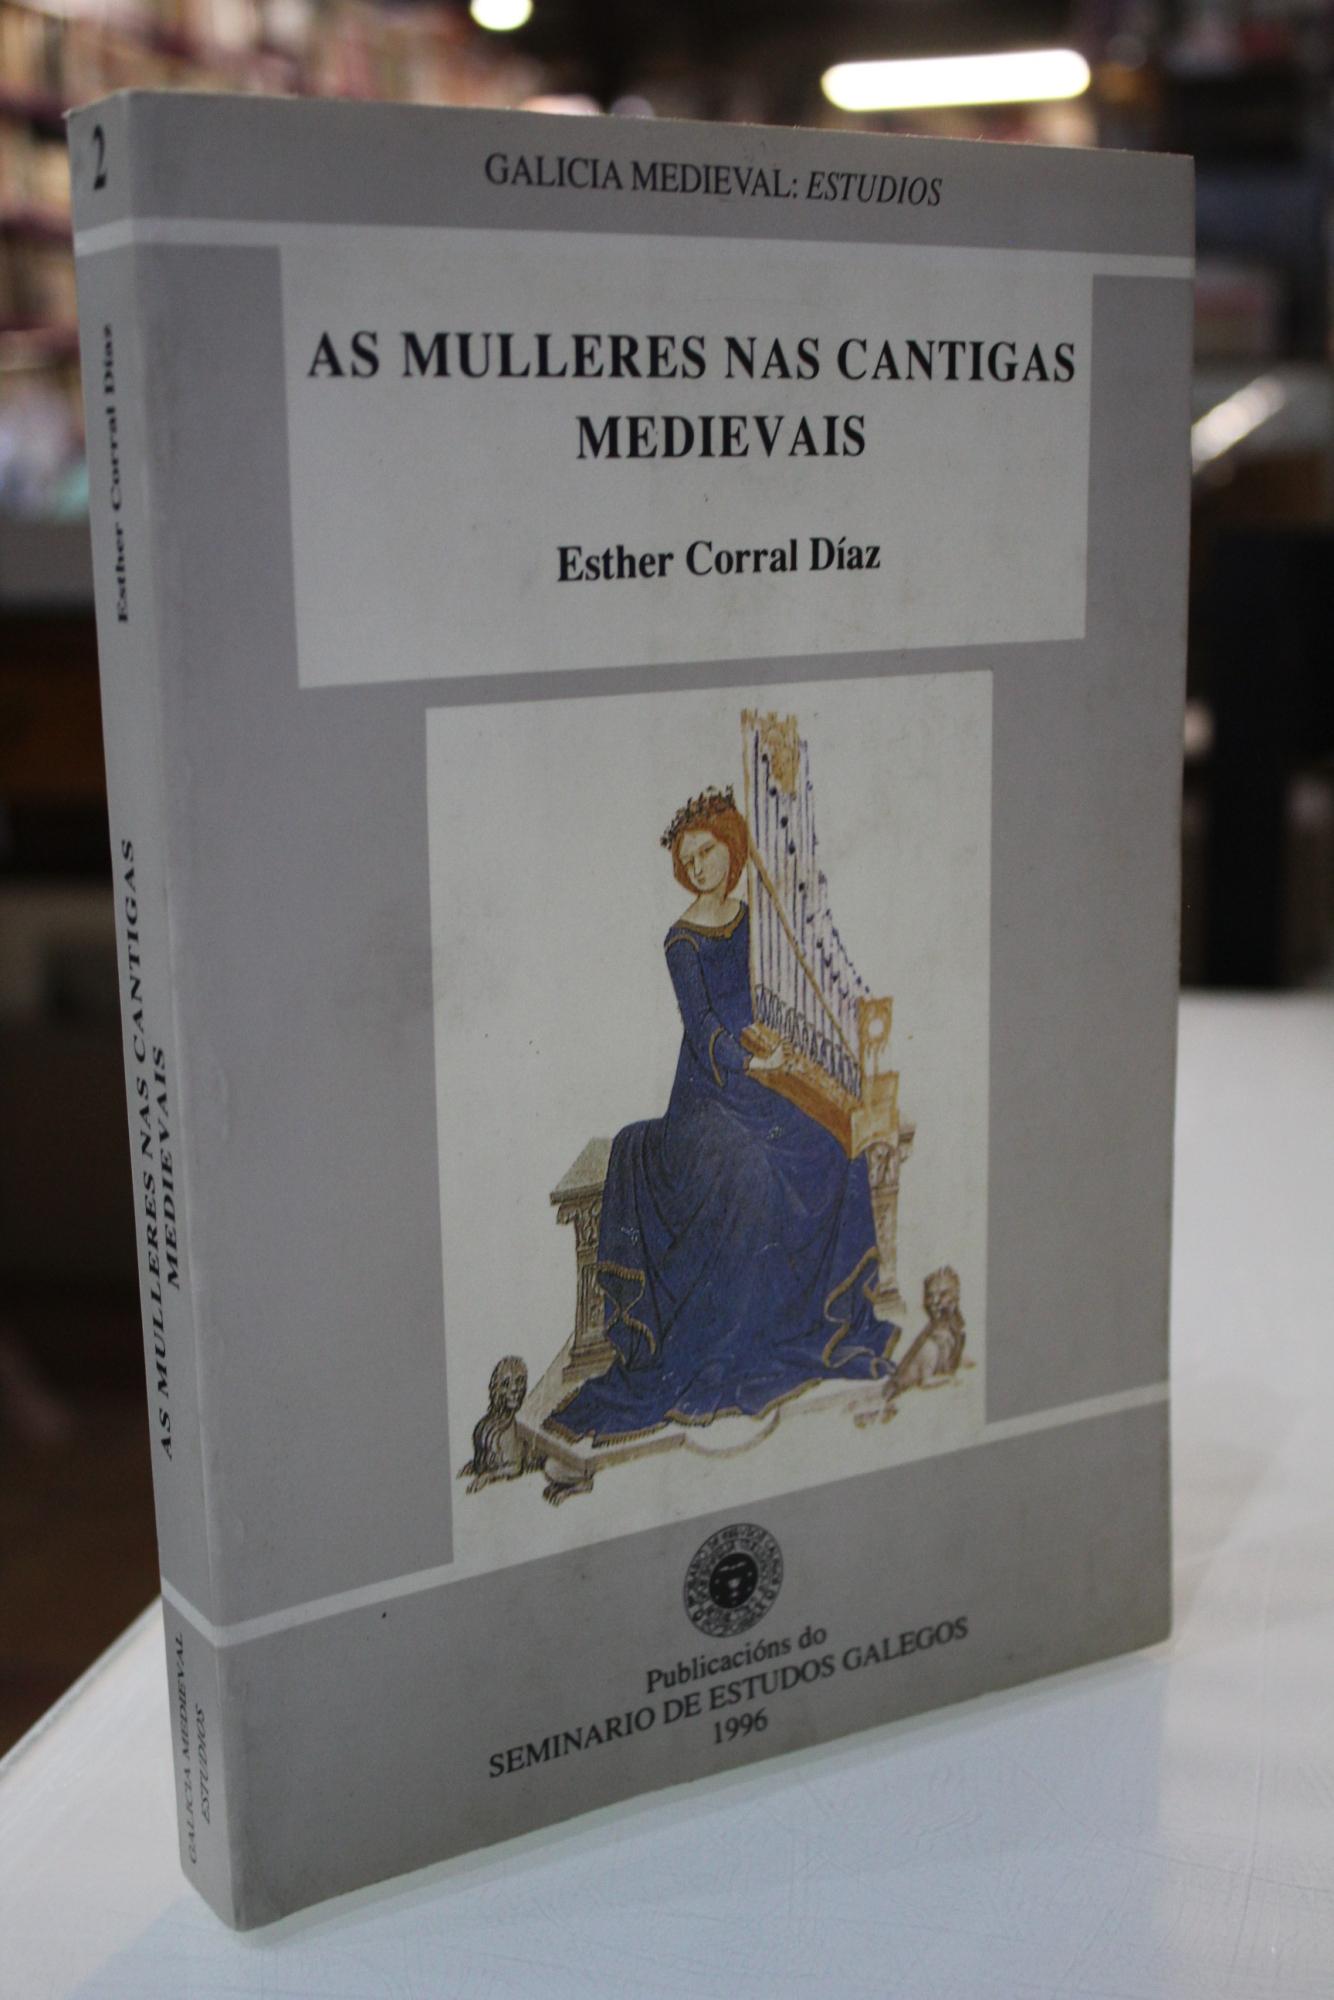 2
Esther Corral Díaz
AS MULLERES NAS CANTIGAS
MEDIEVAIS
GALICIA MEDIEVAL
ESTUDIOS
GALICIA MEDIEVAL: ESTUDIOS
AS MULLERES NAS CANTIGAS
MEDIEVAIS
Esther Corral Díaz
Publicacións do
SEMINARIO DE ESTUDOS GALEGOS
1996